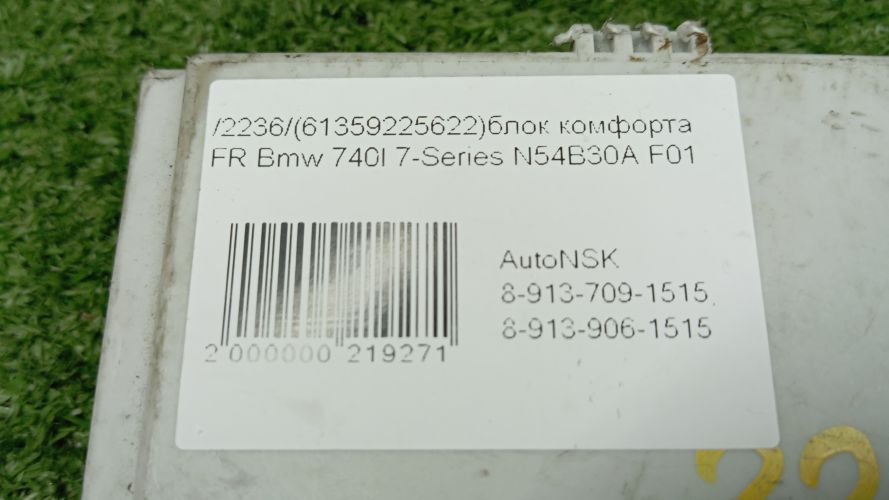 /2236/(61359225622)блок комфорта
FR Bmw 740I 7-Series N54B30A F01
AutoNSK
8-913-709-1515,
8-913-906-1515
2 000000 219271
22